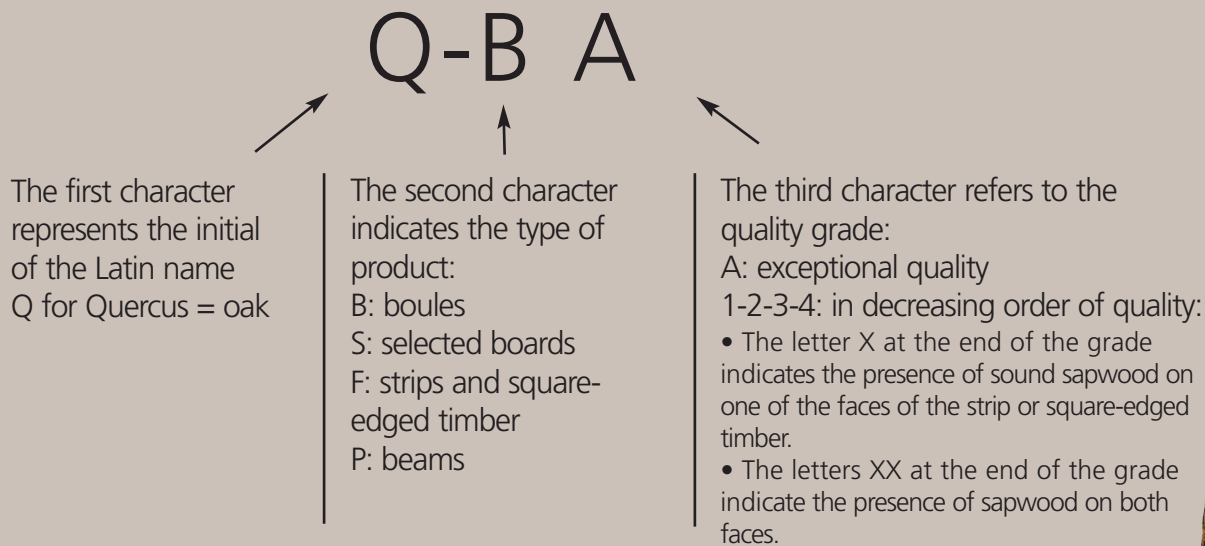 Q-B A
The first character
represents the initial
of the Latin name
Q for Quercus = oak
The second character
indicates the type of
product:
B: boules
S: selected boards
F: strips and square-
edged timber
P: beams
The third character refers to the
quality grade:
A: exceptional quality
1-2-3-4: in decreasing order of quality:
• The letter X at the end of the grade
indicates the presence of sound sapwood on
one of the faces of the strip or square-edged
timber.
• The letters XX at the end of the grade
indicate the presence of sapwood on both
faces.